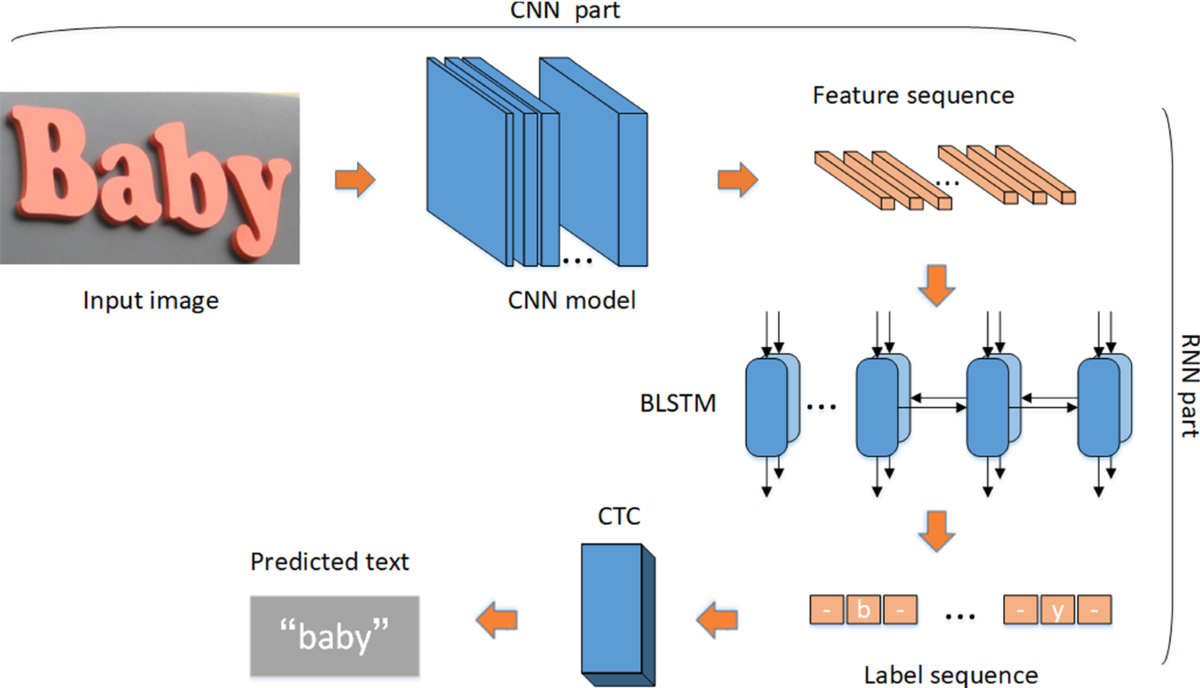 CNN part
Baby
Input image
CNN model
Feature sequence
...
...
RNN part
BLSTM
...
- b - ... - y -
Label sequence
CTC
Predicted text
“baby”